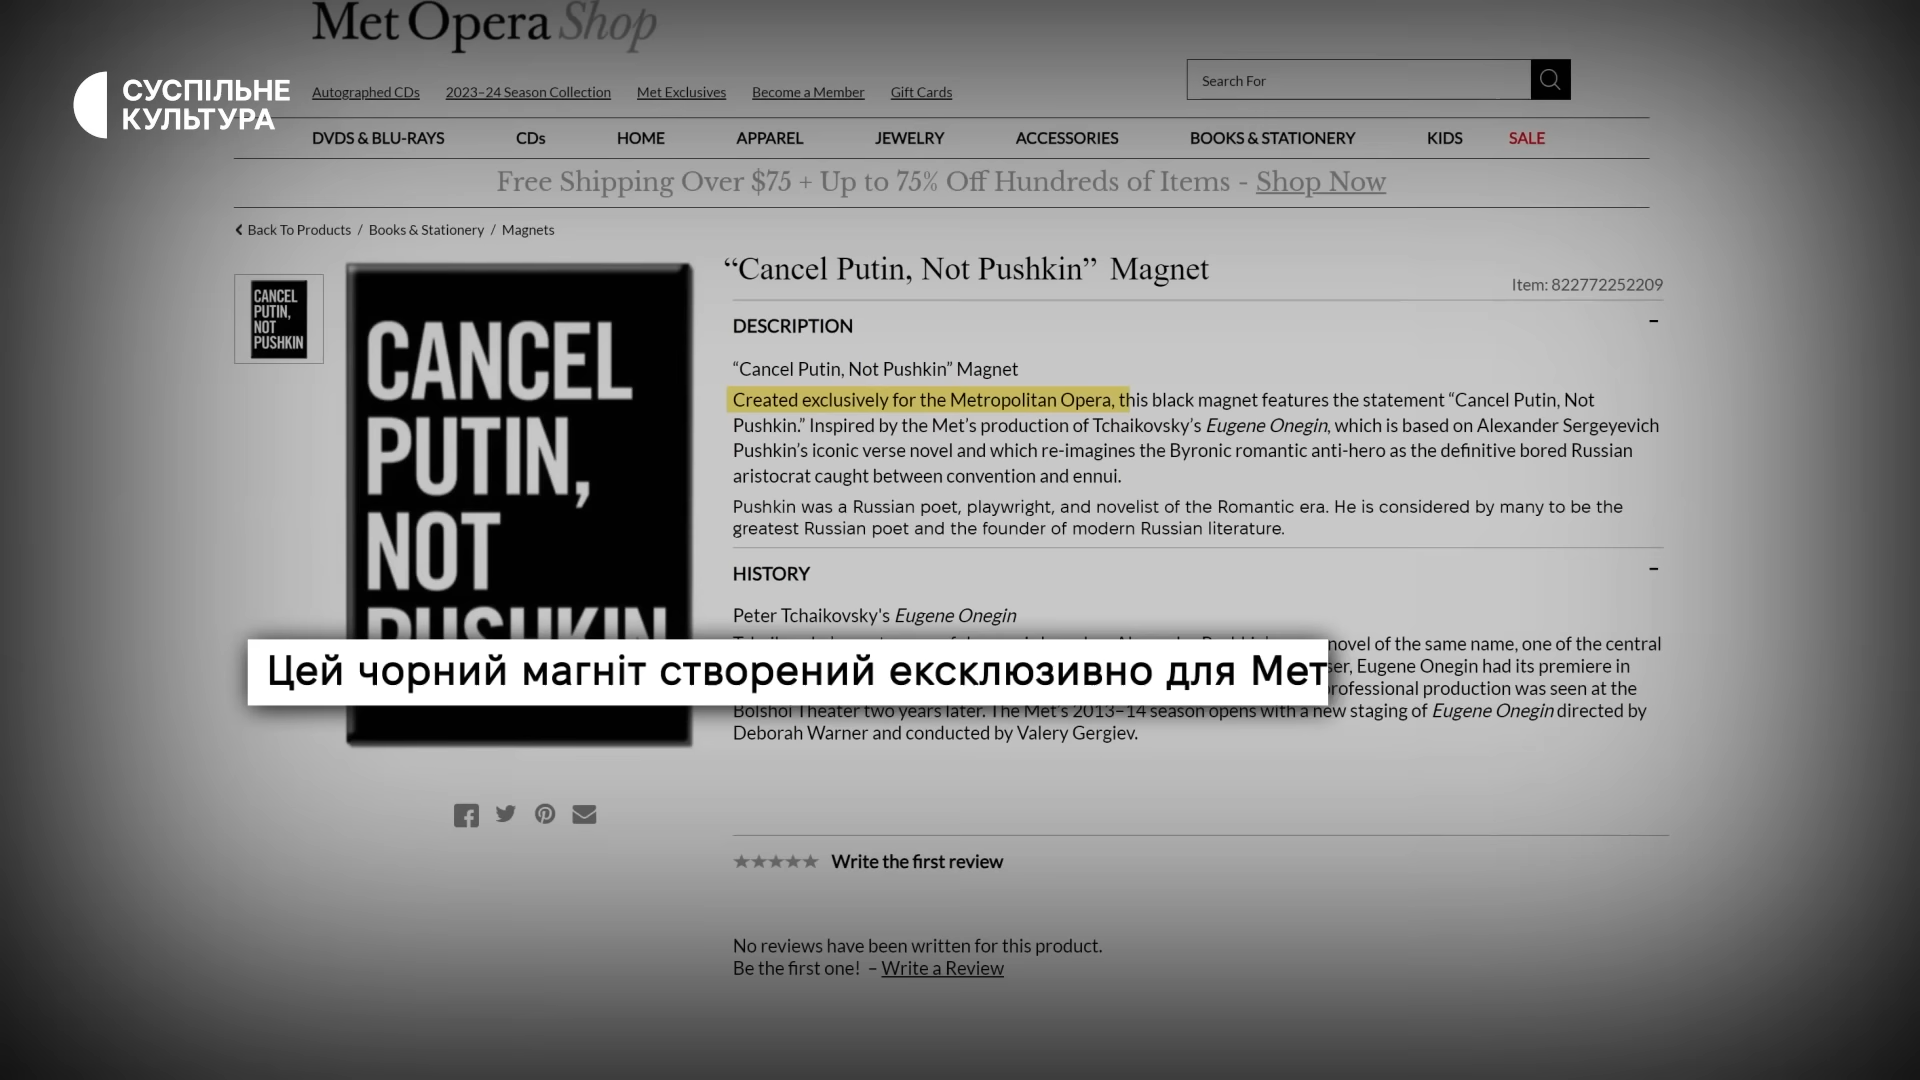 Met Opera Shop
СУСПІЛЬНЕ
КУЛЬТУРА
Autographed CDs 2023–24 Season Collection Met Exclusives Become a Member Gift Cards
Search For
DVDS & BLU-RAYS CDs HOME APPAREL JEWELRY ACCESSORIES BOOKS & STATIONERY KIDS SALE
Free Shipping Over $75 + Up to 75% Off Hundreds of Items - Shop Now
Back To Products / Books & Stationery / Magnets
CANCEL
PUTIN,
NOT
PUSHKIN
CANCEL
PUTIN,
NOT
PUSHKIN
“Cancel Putin, Not Pushkin” Magnet
Item: 822772252209
DESCRIPTION –
“Cancel Putin, Not Pushkin” Magnet
Created exclusively for the Metropolitan Opera, this black magnet features the statement “Cancel Putin, Not
Pushkin.” Inspired by the Met’s production of Tchaikovsky’s Eugene Onegin, which is based on Alexander Sergeyevich
Pushkin’s iconic verse novel and which re-imagines the Byronic romantic anti-hero as the definitive bored Russian
aristocrat caught between convention and ennui.
Pushkin was a Russian poet, playwright, and novelist of the Romantic era. He is considered by many to be the
greatest Russian poet and the founder of modern Russian literature.
HISTORY –
Peter Tchaikovsky's Eugene Onegin
novel of the same name, one of the central
Eugene Onegin had its premiere in
professional production was seen at the
Bolshoi Theater two years later. The Met’s 2013–14 season opens with a new staging of Eugene Onegin directed by
Deborah Warner and conducted by Valery Gergiev.
Цей чорний магніт створений ексклюзивно для Мет
Write the first review
No reviews have been written for this product.
Be the first one! – Write a Review